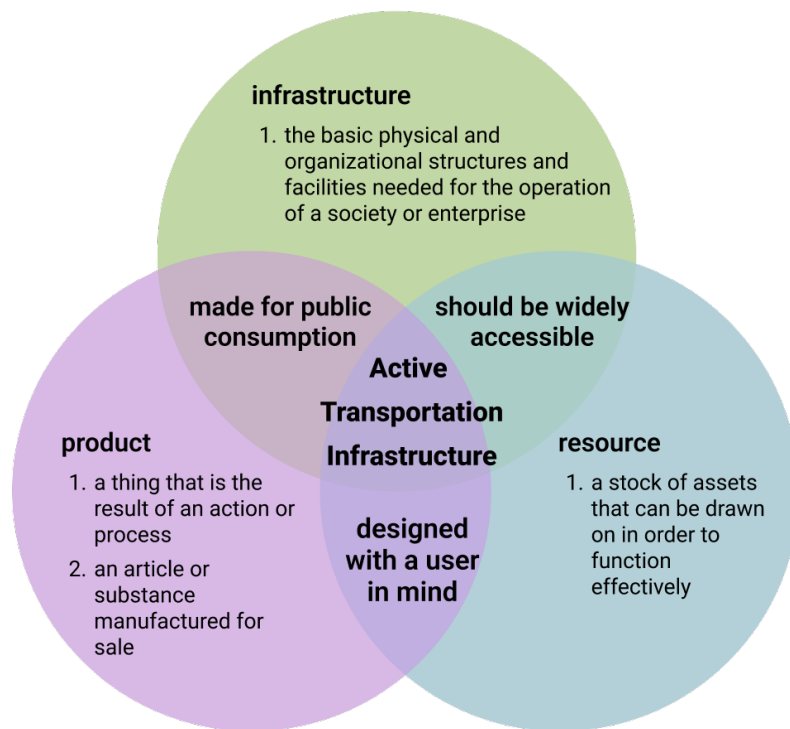 infrastructure
1. the basic physical and
organizational structures and
facilities needed for the operation
of a society or enterprise
made for public
consumption
should be widely
accessible
Active
Transportation
Infrastructure
product
1. a thing that is the
result of an action or
process
2. an article or
substance
manufactured for
sale
designed
with a user
in mind
resource
1. a stock of assets
that can be drawn
on in order to
function
effectively